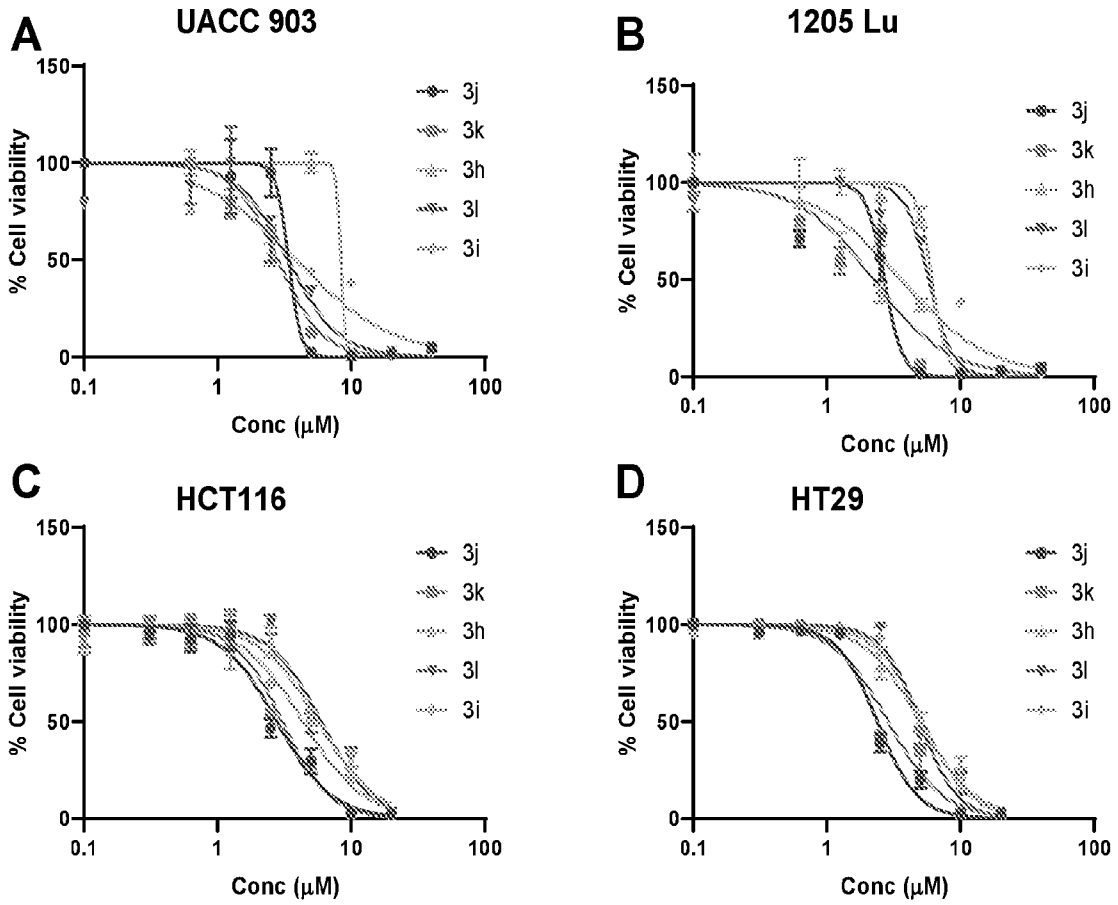 A
UACC 903
% Cell viability
150
100
50
0
0.1
1
10
100
Conc (μM)
3j
3k
3h
3l
3i
B
1205 Lu
% Cell viability
150
100
50
0
0.1
1
10
100
Conc (μM)
3j
3k
3h
3l
3i
C
HCT116
% Cell viability
150
100
50
0
0.1
1
10
100
Conc (μM)
3j
3k
3h
3l
3i
D
HT29
% Cell viability
150
100
50
0
0.1
1
10
100
Conc (μM)
3j
3k
3h
3l
3i